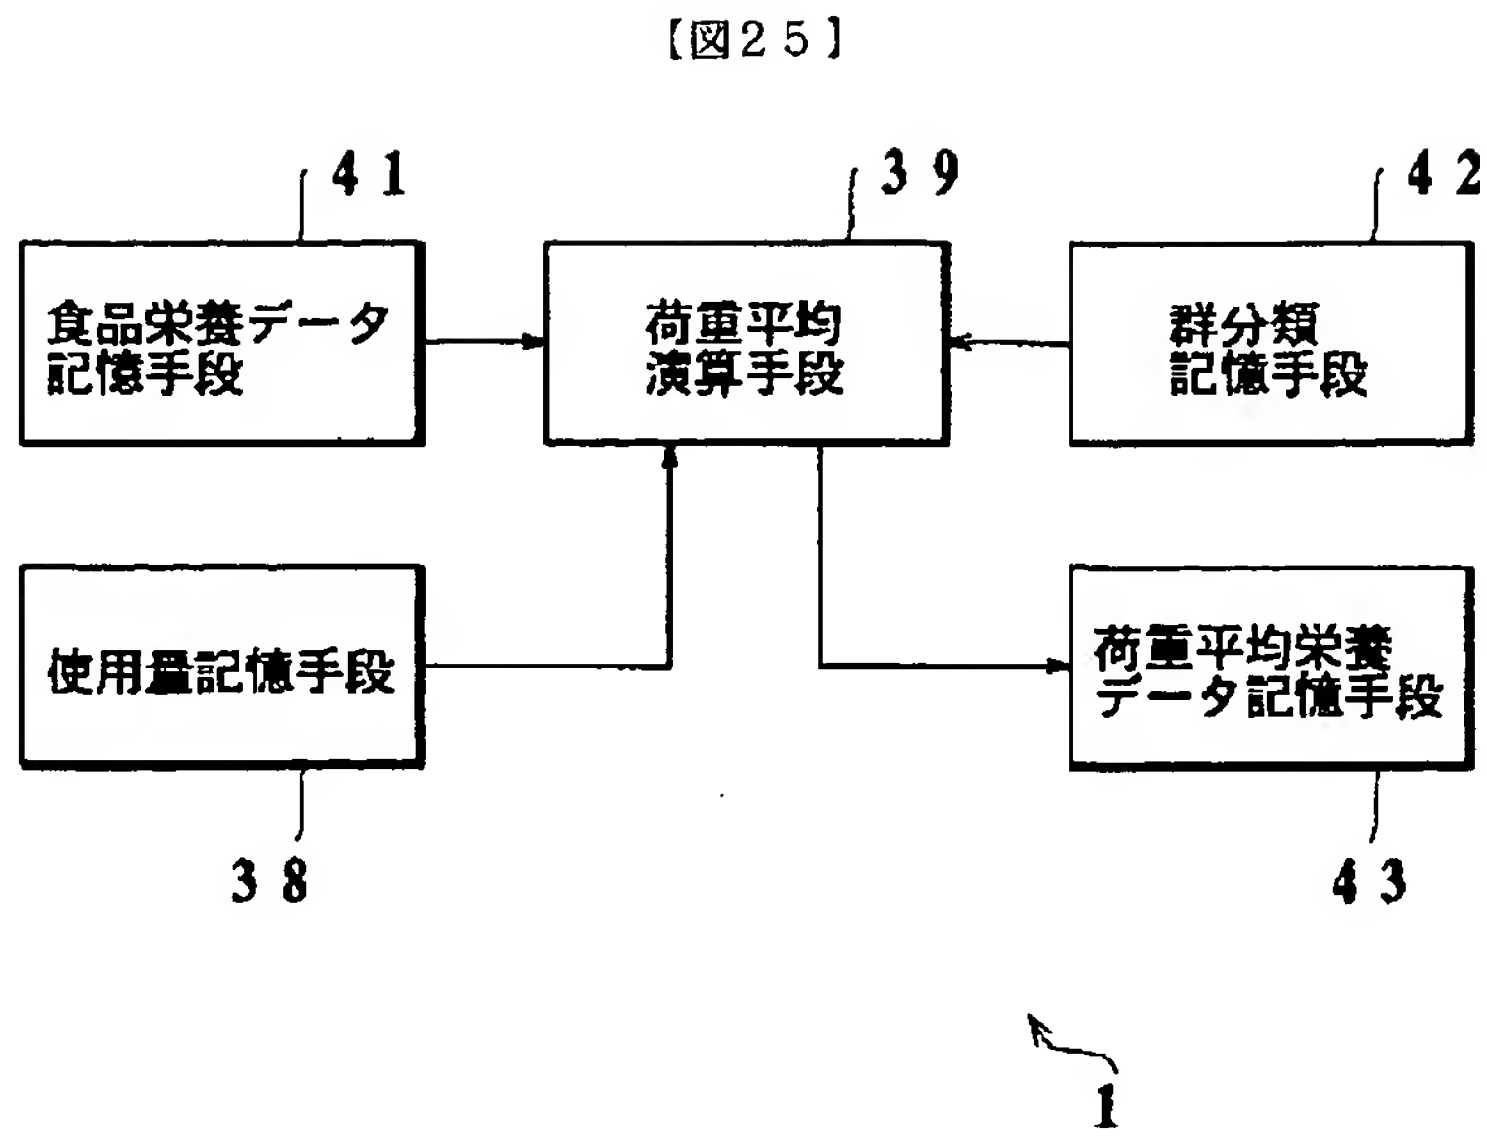 【図２５】
４１
３９
４２
食品栄養データ
記憶手段
荷重平均
演算手段
群分類
記憶手段
使用量記憶手段
荷重平均栄養
データ記憶手段
３８
４３
1